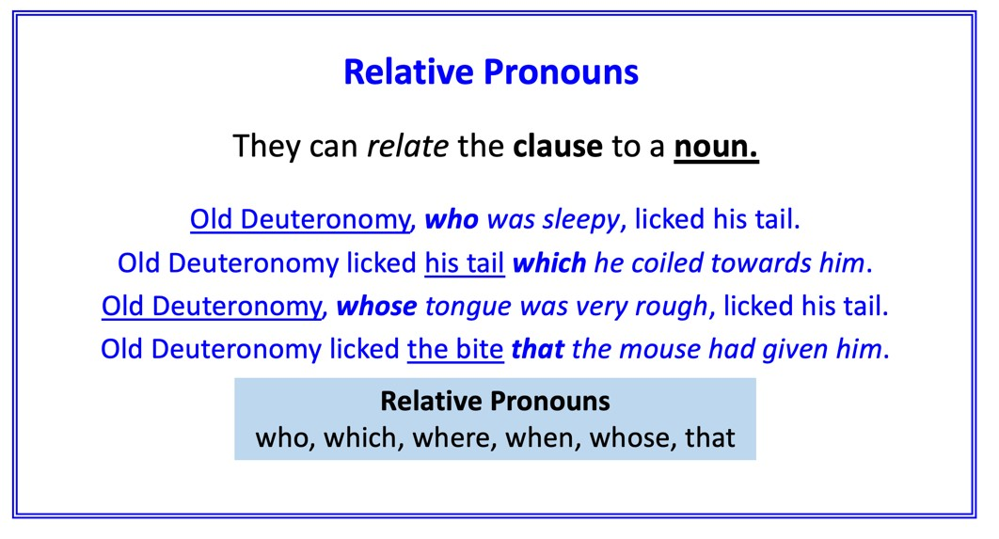 Relative Pronouns
They can relate the clause to a noun.
Old Deuteronomy, who was sleepy, licked his tail.
Old Deuteronomy licked his tail which he coiled towards him.
Old Deuteronomy, whose tongue was very rough, licked his tail.
Old Deuteronomy licked the bite that the mouse had given him.
Relative Pronouns
who, which, where, when, whose, that